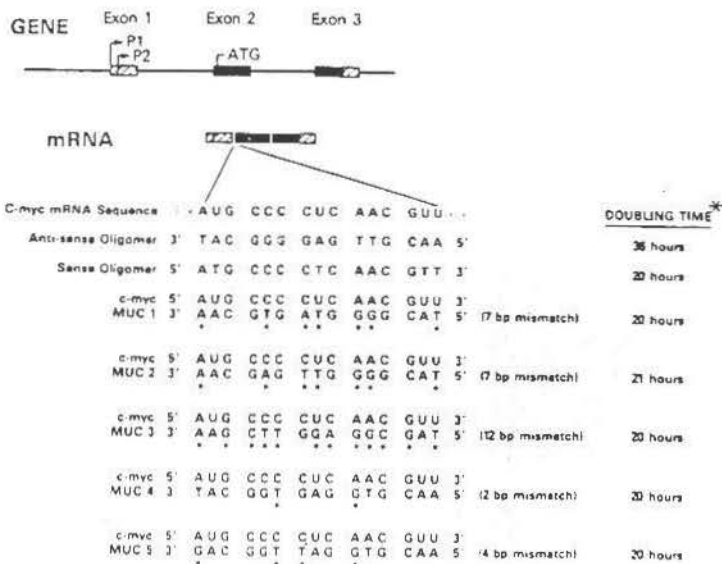 GENE
Exon 1 Exon 2 Exon 3
P1
P2
ATG
mRNA
C-myc mRNA Sequence AUG CCC CUC AAC GUU
DOUBLING TIME*
Anti-sense Oligomer 3' TAC GGG GAG TTG CAA 5' 36 hours
Sense Oligomer 5' ATG CCC CTC AAC GTT 3' 20 hours
c-myc 5' AUG CCC CUC AAC GUU 3'
MUC 1 3' AAC GTG ATG GGG CAT 5' (7 bp mismatch) 20 hours
* * * * * * *
c-myc 5' AUG CCC CUC AAC GUU 3'
MUC 2 3' AAC GAG TTG GGG CAT 5' (7 bp mismatch) 21 hours
* * * * * * *
c-myc 5' AUG CCC CUC AAC GUU 3'
MUC 3 3' AAG CTT GGA GGC GAT 5' (12 bp mismatch) 20 hours
c-myc 5' AUG CCC CUC AAC GUU 3'
MUC 4 3 TAC GGT GAG GTG CAA 5' (2 bp mismatch) 20 hours
* *
c-myc 5' AUG CCC CUC AAC GUU 3'
MUC 5 3' GAC GGT TAG GTG CAA 5' (4 bp mismatch) 20 hours